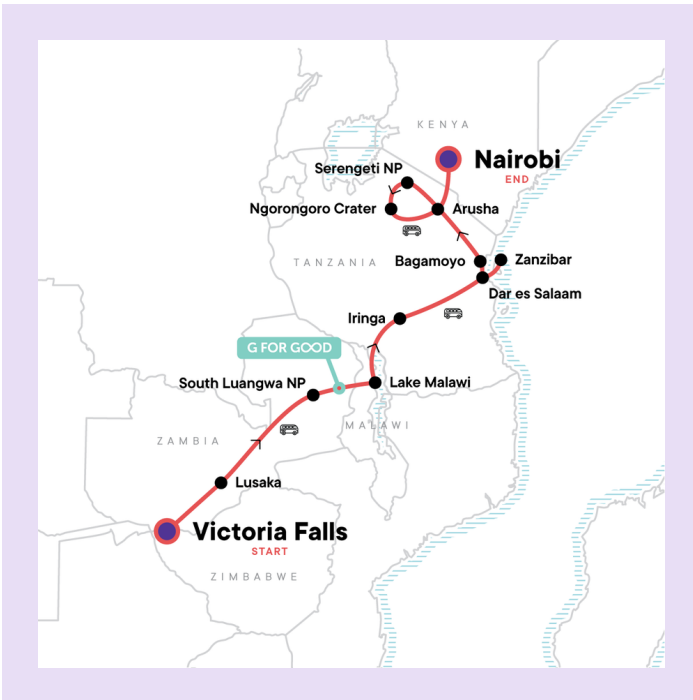 KENYA
Nairobi
END
Serengeti NP
Ngorongoro Crater
Arusha
TANZANIA
Bagamoyo
Zanzibar
Dar es Salaam
Iringa
G FOR GOOD
South Luangwa NP
Lake Malawi
MALAWI
ZAMBIA
Lusaka
Victoria Falls
START
ZIMBABWE